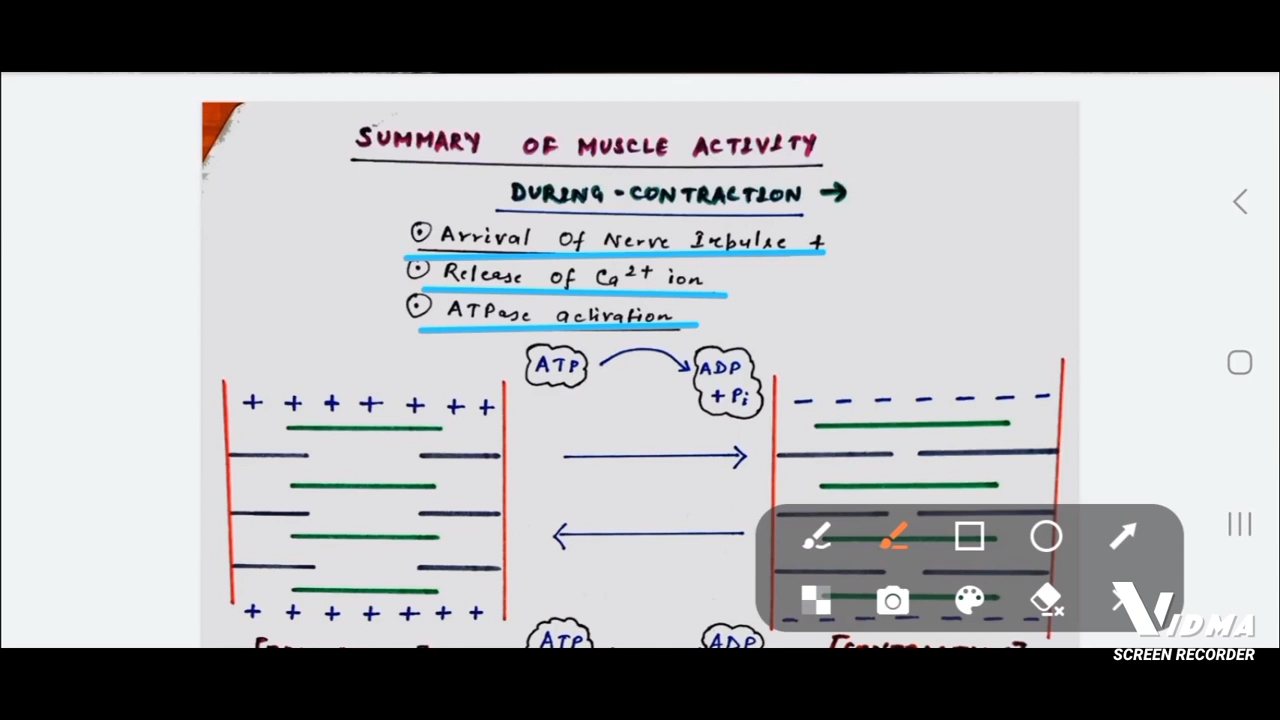 SUMMARY OF MUSCLE ACTIVITY
DURING-CONTRACTION →
⊙ Arrival Of Nerve Impulse +
⊙ Release of Ca²⁺ ion
⊙ ATPase activation
ATP
ADP
+ Pi
+ + + + + + +
- - - - - - -
+ + + + + + +
ATP
ADP
VIDMA
SCREEN RECORDER